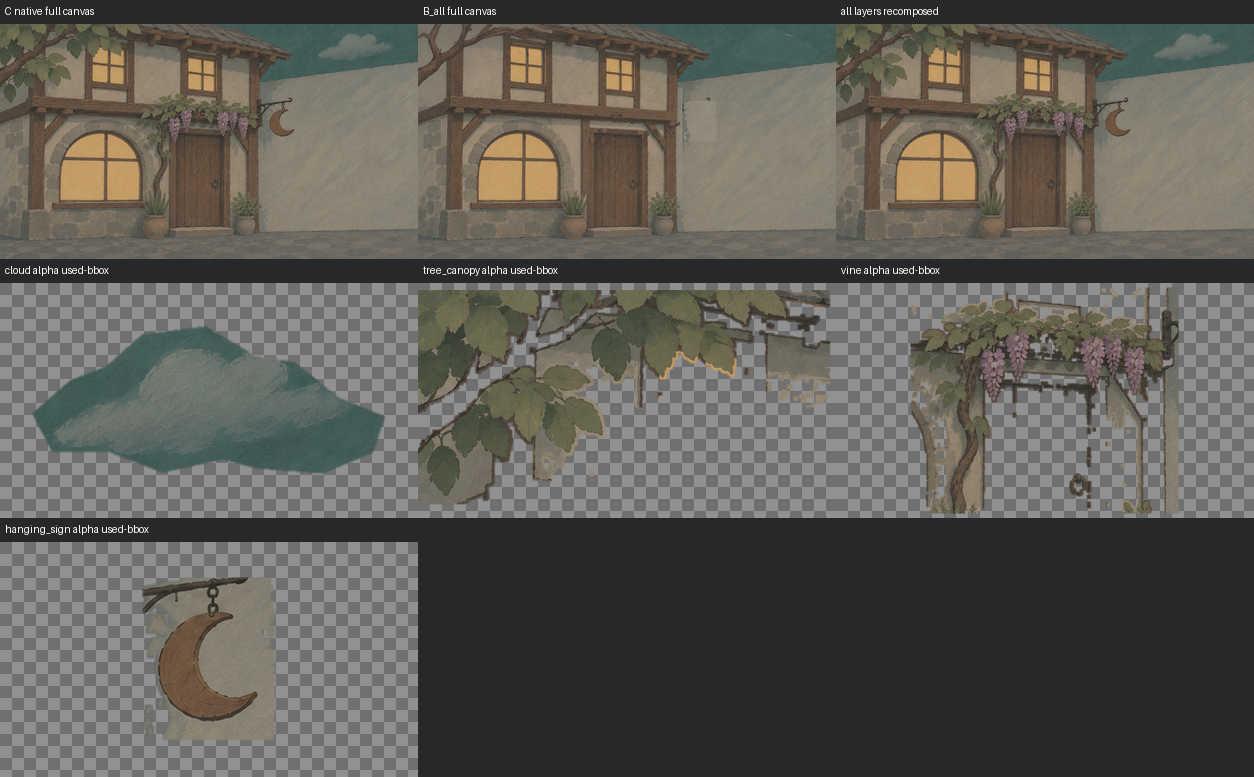 C native full canvas
B_all full canvas
all layers recomposed
cloud alpha used-bbox
tree_canopy alpha used-bbox
vine alpha used-bbox
hanging_sign alpha used-bbox